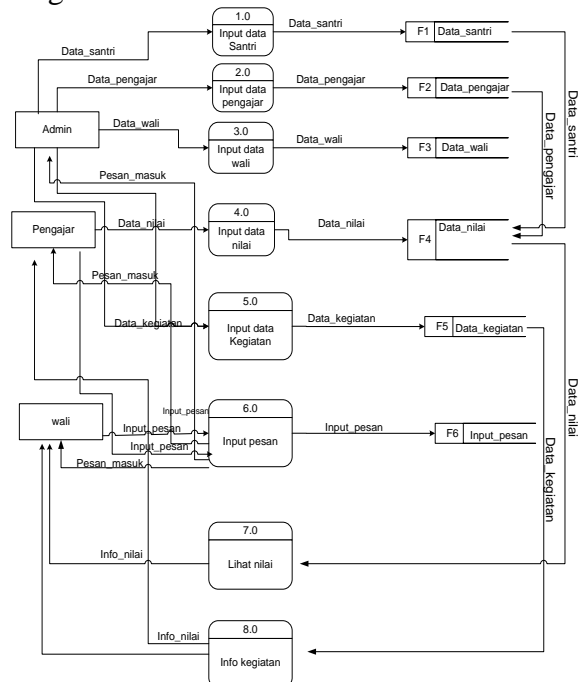 1.0
Input data
Santri
Data_santri
Data_santri
F1 Data_santri
2.0
Input data
pengajar
Data_pengajar
Data_pengajar
F2 Data_pengajar
Data_santri
Data_pengajar
Admin
Data_wali
3.0
Input data
wali
Data_wali
F3 Data_wali
Pesan_masuk
Pengajar
Data_nilai
4.0
Input data
nilai
Data_nilai
F4 Data_nilai
Pesan_masuk
5.0
Input data
Kegiatan
Data_kegiatan
Data_kegiatan
F5 Data_kegiatan
Data_nilai
Data_kegiatan
wali
Input_pesan
Input_pesan
Input_pesan
Pesan_masuk
6.0
Input pesan
Input_pesan
F6 Input_pesan
7.0
Lihat nilai
Info_nilai
8.0
Info kegiatan
Info_nilai